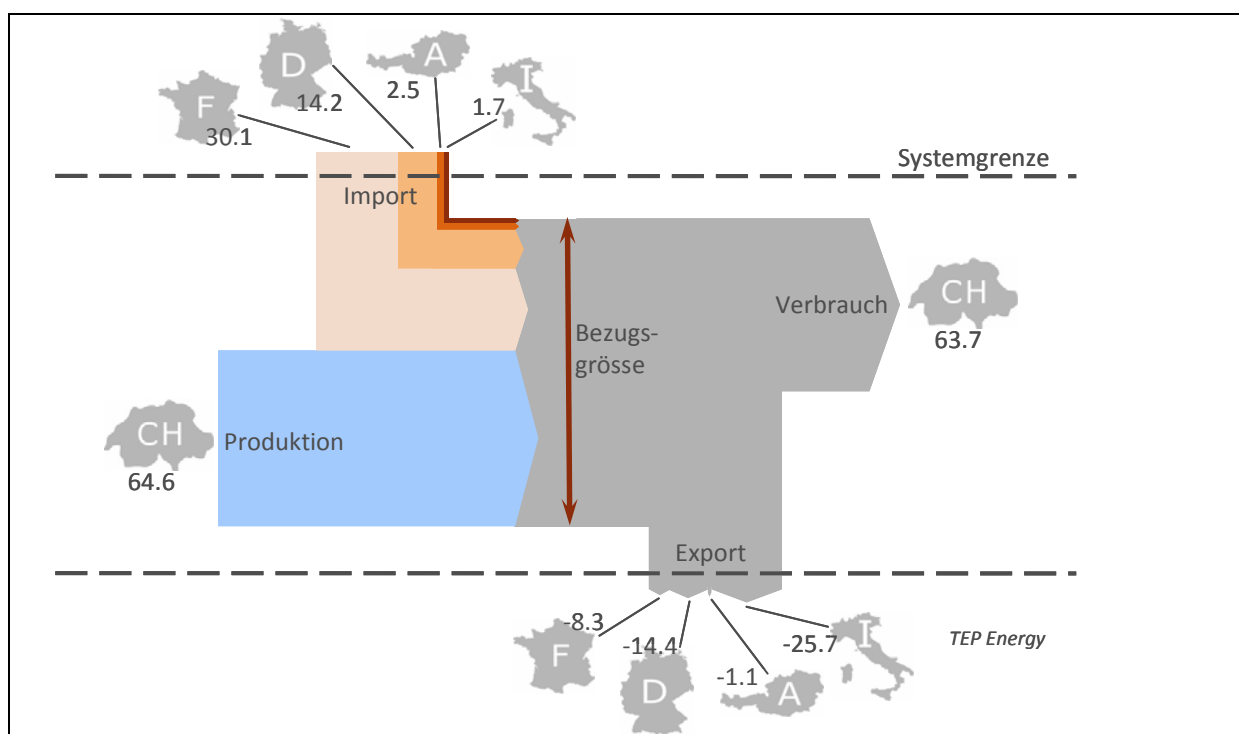 F
30.1
D
14.2
A
2.5
I
1.7
Systemgrenze
Import
Bezugs-
grösse
Verbrauch
CH
63.7
CH
64.6
Produktion
Export
-8.3
F
-14.4
D
-1.1
A
-25.7
I
TEP Energy